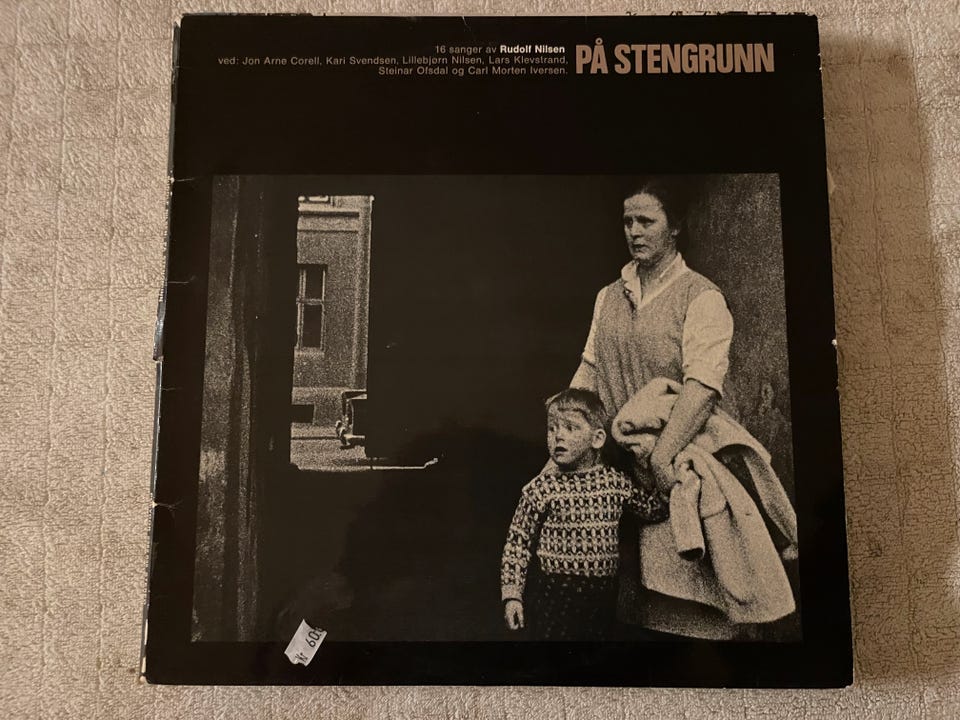 16 sanger av Rudolf Nilsen
ved: Jon Arne Corell, Kari Svendsen, Lillebjørn Nilsen, Lars Klevstrand,
Steinar Ofsdal og Carl Morten Iversen.
PÅ STENGRUNN